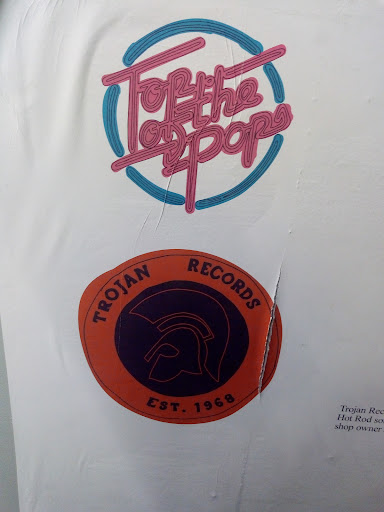 Top of the
pops
TROJAN RECORDS
EST. 1968
Trojan Rec
Hot Rod so
shop owner